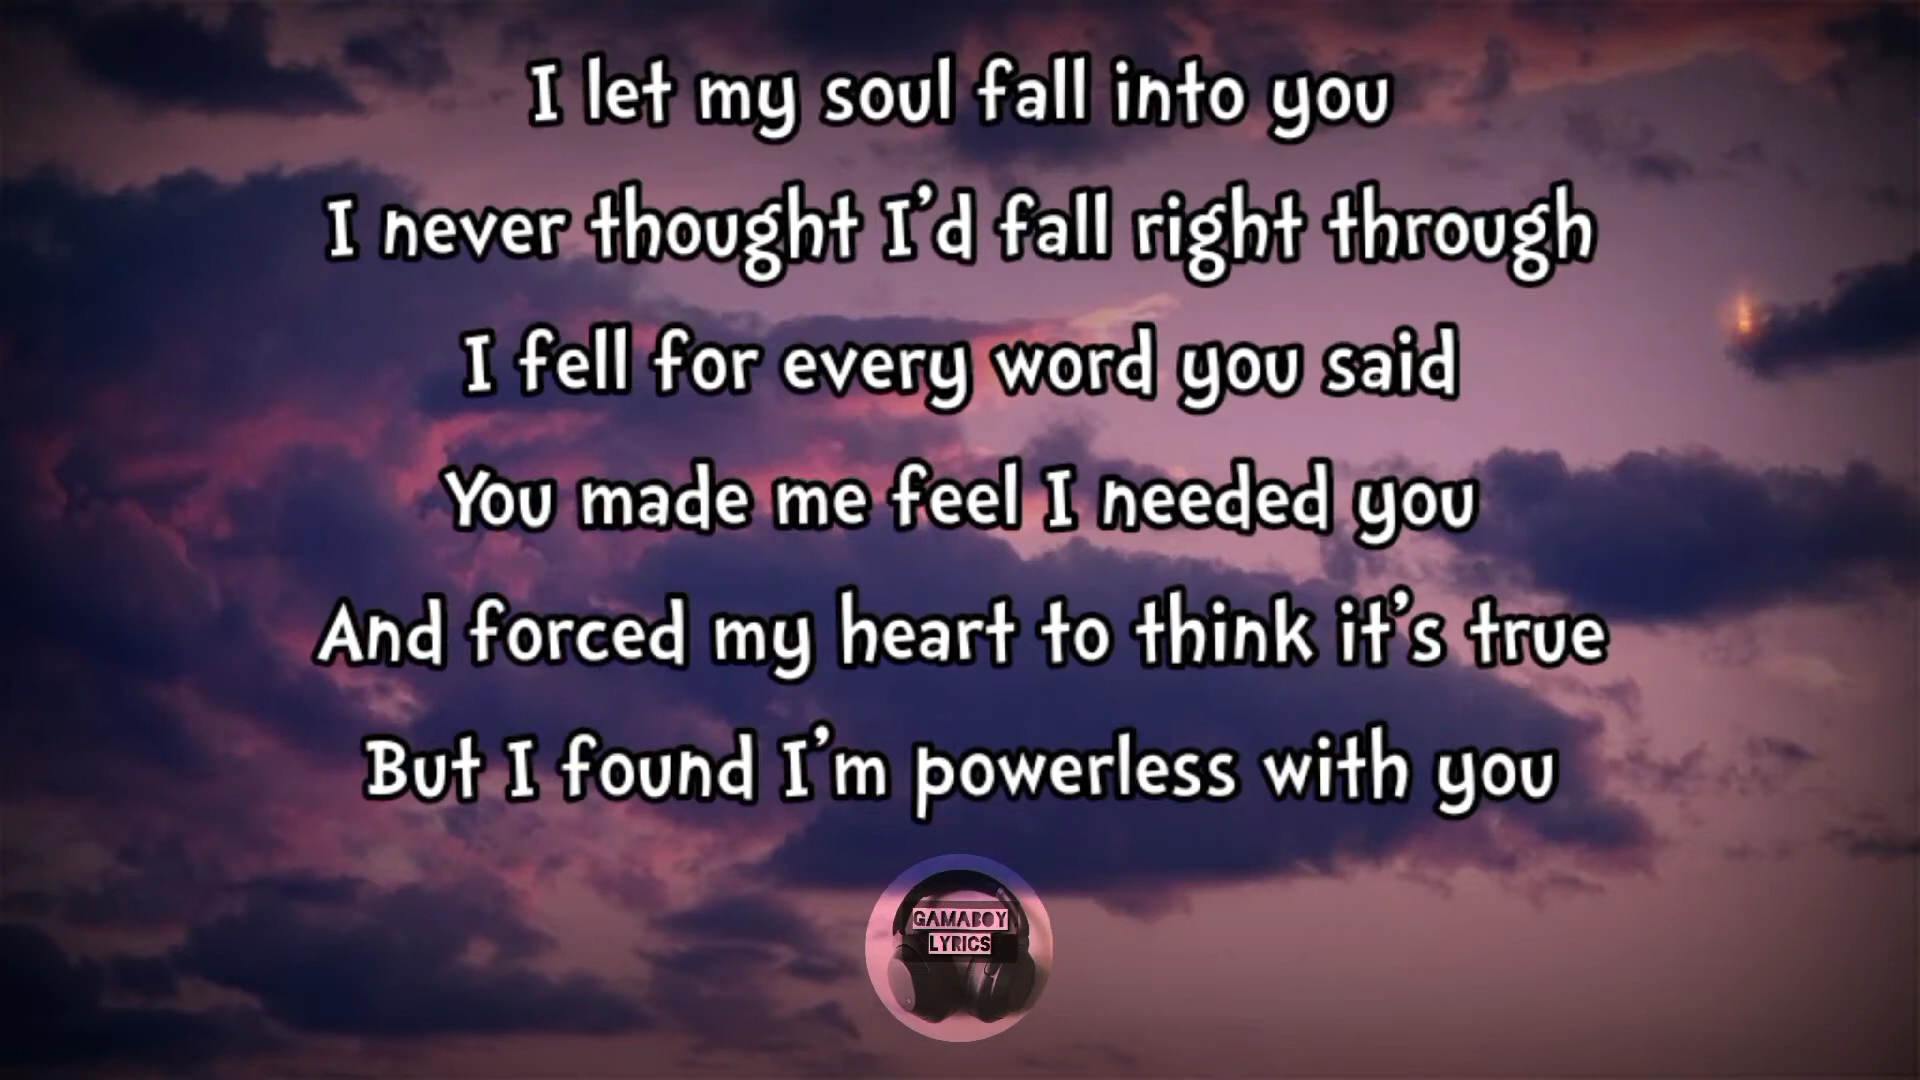 I let my soul fall into you
I never thought I'd fall right through
I fell for every word you said
You made me feel I needed you
And forced my heart to think it's true
But I found I'm powerless with you
GAMABOY
LYRICS